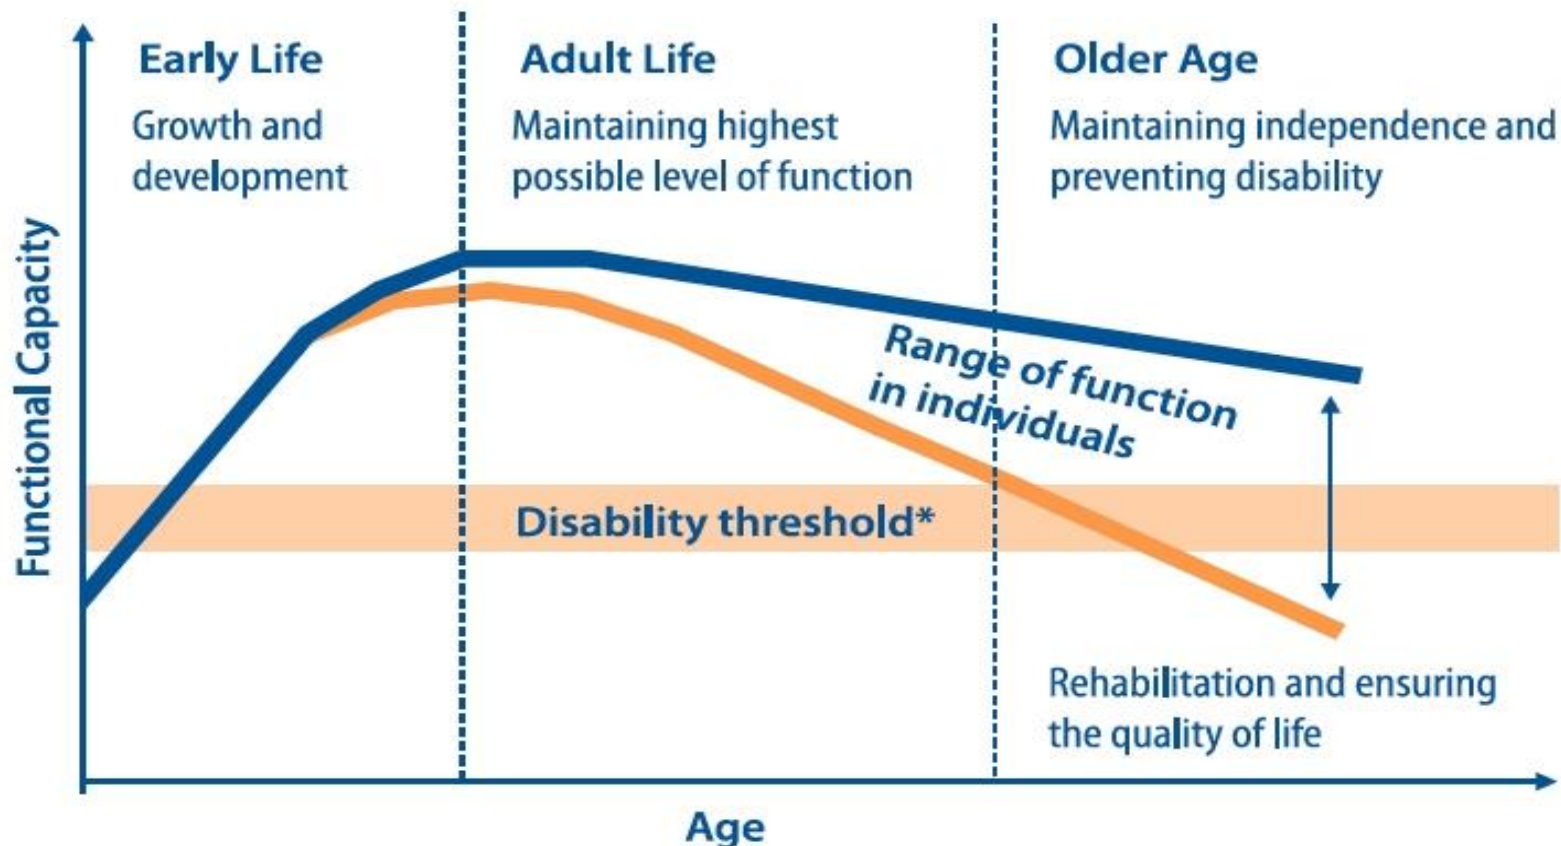 Early Life
Growth and
development
Adult Life
Maintaining highest
possible level of function
Older Age
Maintaining independence and
preventing disability
Functional Capacity
Range of function
in individuals
Disability threshold*
Rehabilitation and ensuring
the quality of life
Age